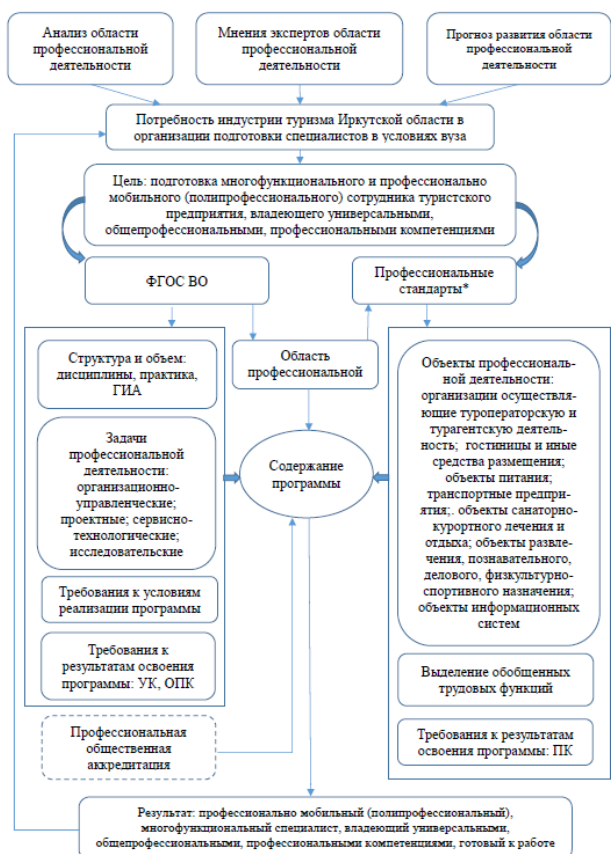 Анализ области
профессиональной
деятельности
Мнения экспертов области
профессиональной
деятельности
Прогноз развития области
профессиональной
деятельности
Потребность индустрии туризма Иркутской области в
организации подготовки специалистов в условиях вуза
Цель: подготовка многофункционального и профессионально
мобильного (полипрофессионального) сотрудника туристского
предприятия, владеющего универсальными,
общепрофессиональными, профессиональными компетенциями
ФГОС ВО
Профессиональные
стандарты*
Структура и объем:
дисциплины, практика,
ГИА
Область
профессиональной
Задачи
профессиональной
деятельности:
организационно-
управленческие;
проектные; сервисно-
технологические;
исследовательские
Содержание
программы
Объекты профессиональ-
ной деятельности:
организации осуществля-
ющие туроператорскую и
турагентскую деятель-
ность; гостиницы и иные
средства размещения;
объекты питания;
транспортные предпри-
ятия;. объекты санаторно-
курортного лечения и
отдыха; объекты развле-
чения, познавательного,
делового, физкультурно-
спортивного назначения;
объекты информационных
систем
Требования к условиям
реализации программы
Требования к
результатам освоения
программы: УК, ОПК
Выделение обобщенных
трудовых функций
Требования к результатам
освоения программы: ПК
Профессиональная
общественная
аккредитация
Результат: профессионально мобильный (полипрофессиональный),
многофункциональный специалист, владеющий универсальными,
общепрофессиональными, профессиональными компетенциями, готовый к работе